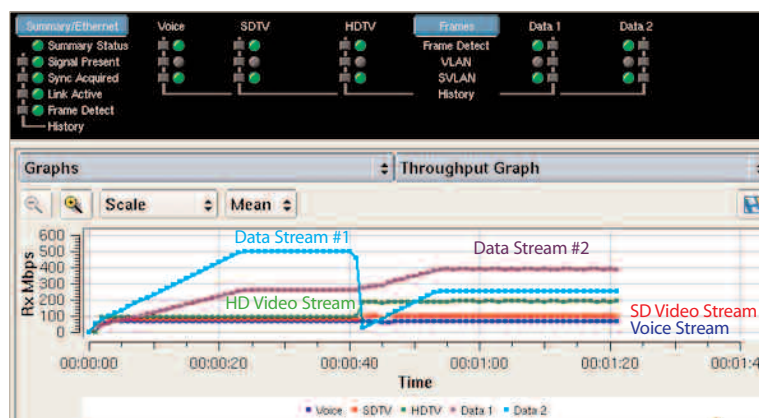 Summary/Ethernet Voice SDTV HDTV Frames Data 1 Data 2
Summary Status Frame Detect
Signal Present VLAN
Sync Acquired SVLAN
Link Active History
Frame Detect
History
Graphs Throughput Graph
Scale Mean
600
500
400
300
200
100
0
Rx Mbps
Data Stream #1
Data Stream #2
HD Video Stream
SD Video Stream
Voice Stream
00:00:00 00:00:20 00:00:40 00:01:00 00:01:20 00:01:4
Time
Voice SDTV HDTV Data 1 Data 2